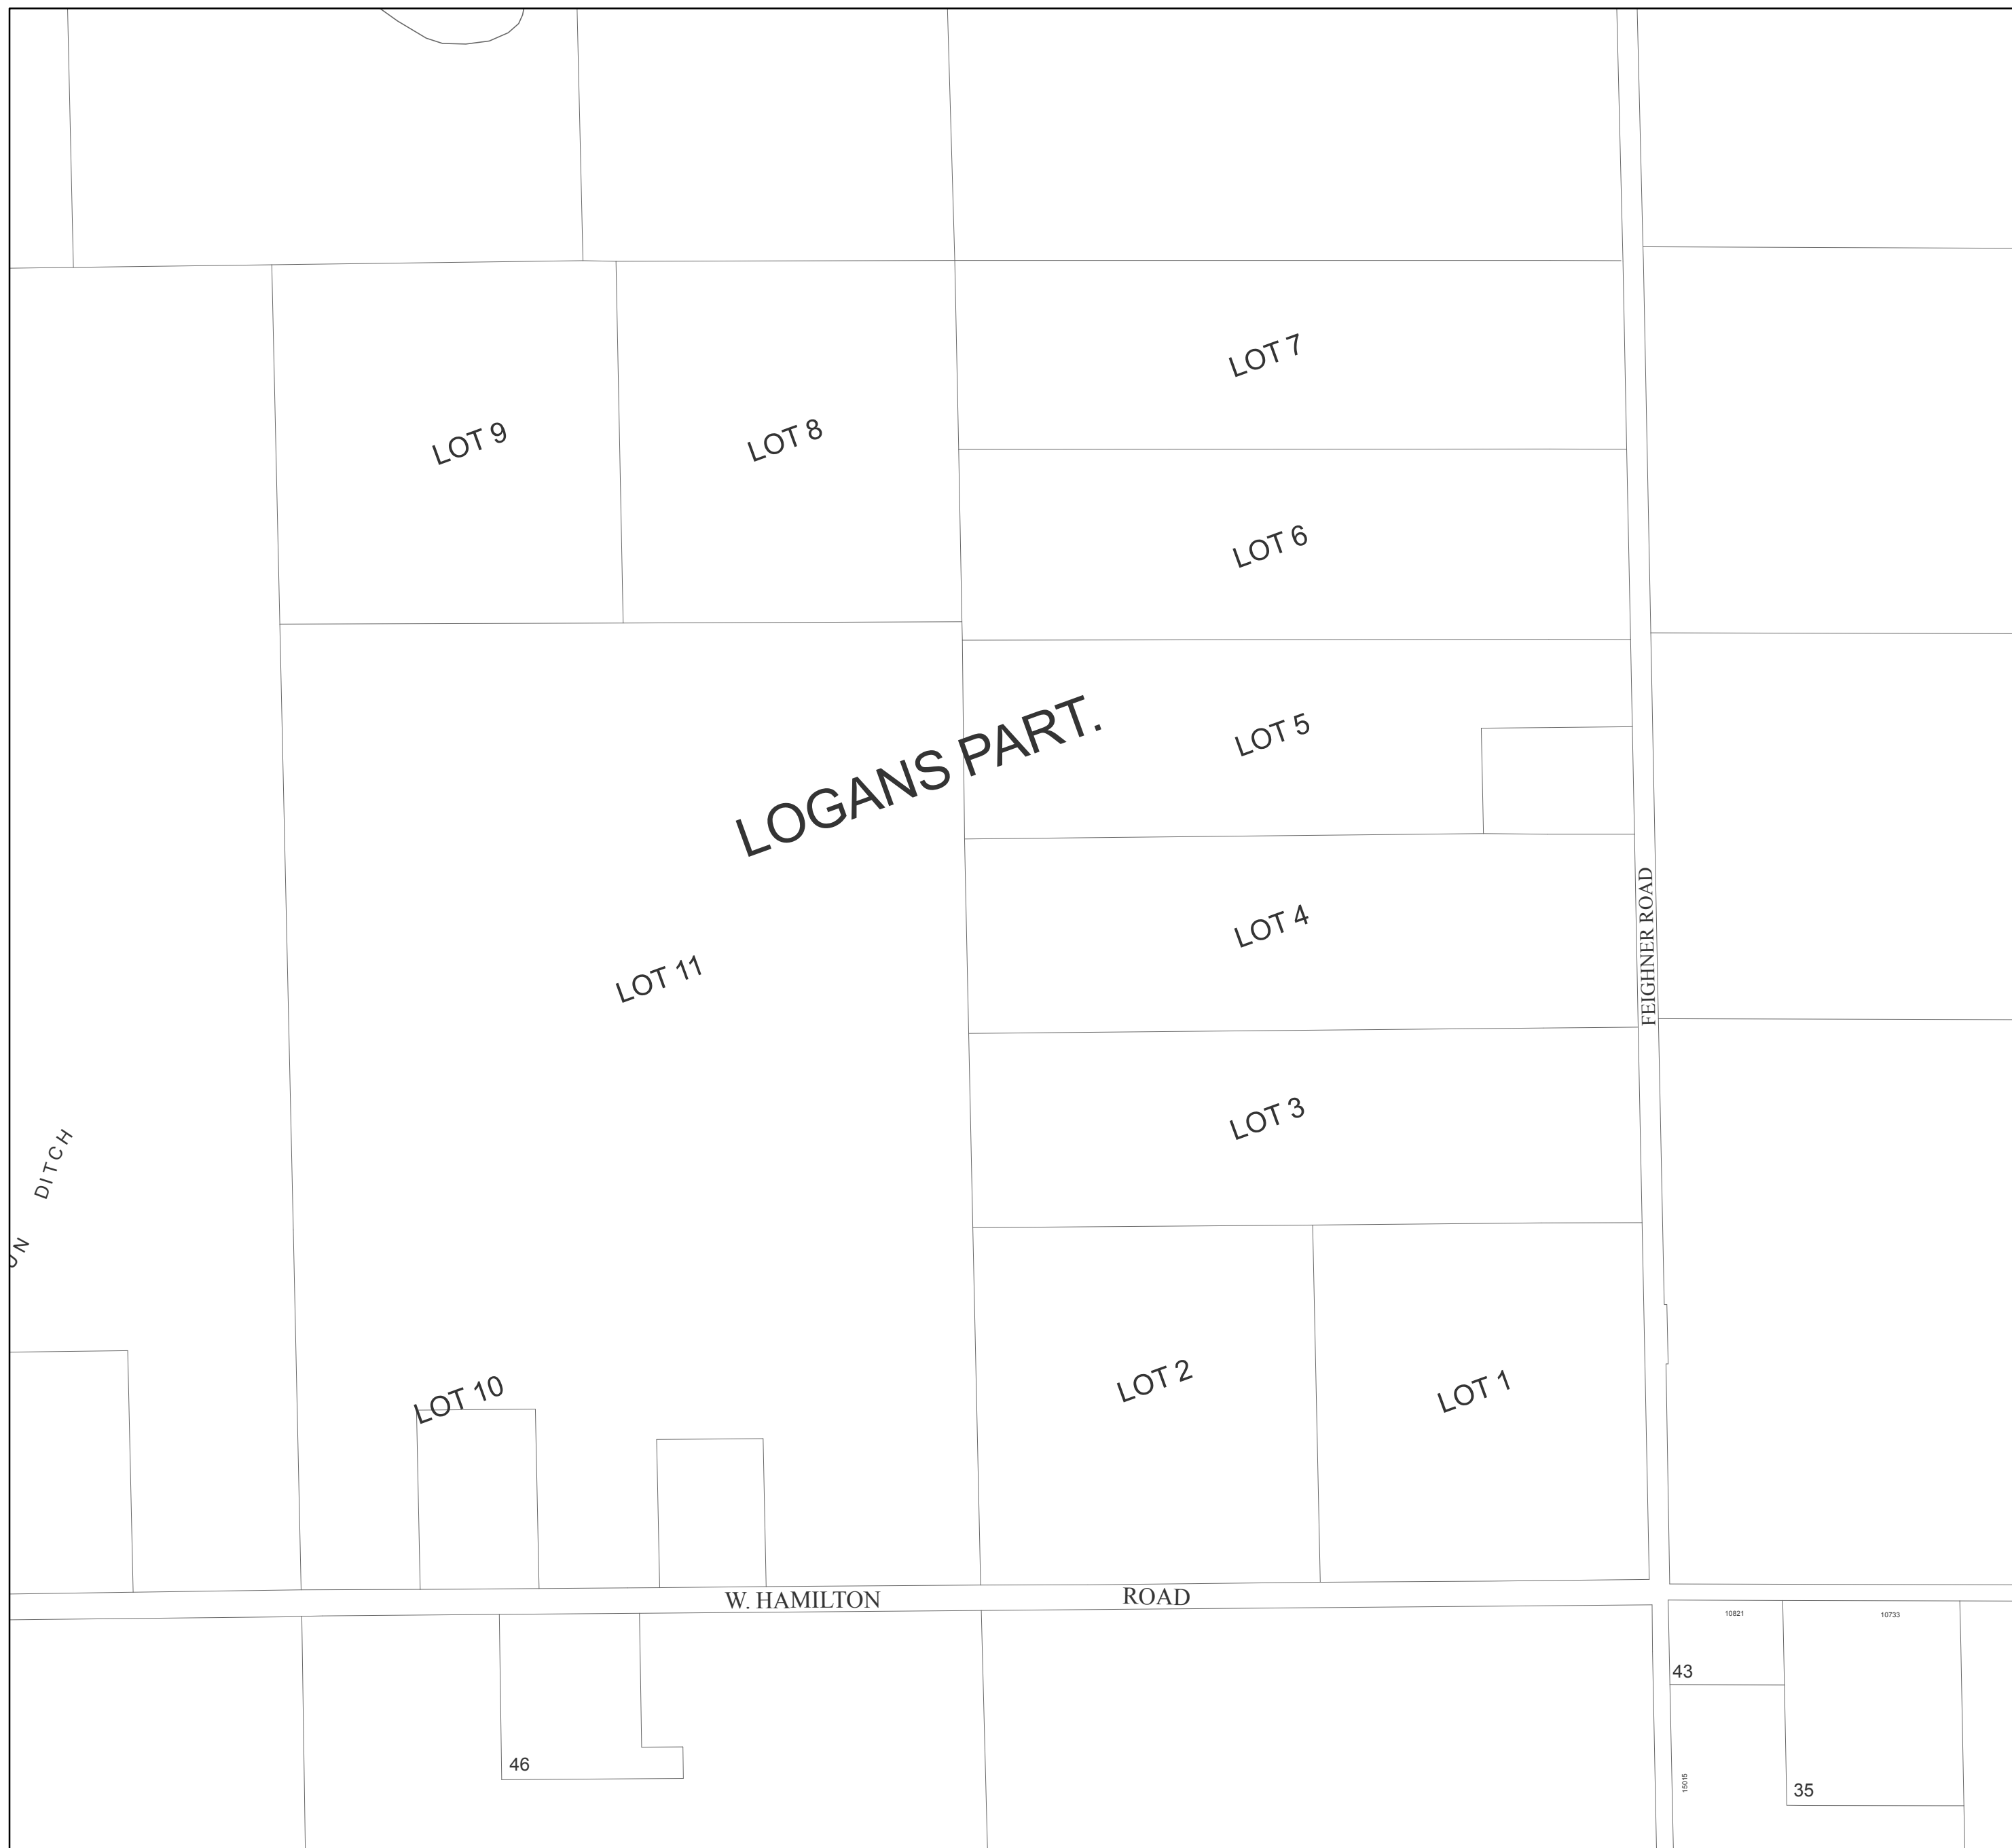 LOT 7
LOT 9
LOT 8
LOT 6
LOT 5
LOGANS PART.
LOT 4
FEIGHNER ROAD
LOT 11
LOT 3
DITCH
LOT 2
LOT 1
LOT 10
W. HAMILTON ROAD
10821
10733
43
46
15015
35